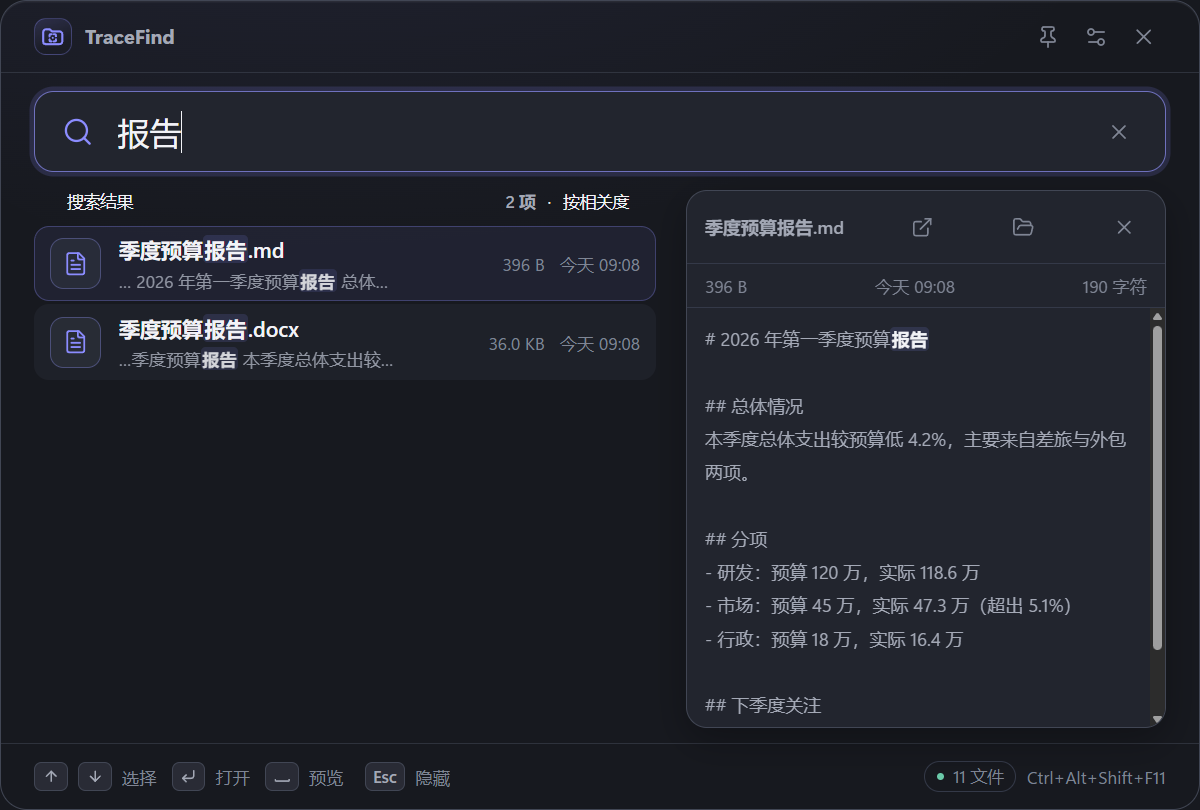 TraceFind
报告
搜索结果
2 项 · 按相关度
季度预算报告.md
... 2026 年第一季度预算报告 总体...
396 B 今天 09:08
季度预算报告.docx
...季度预算报告 本季度总体支出较...
36.0 KB 今天 09:08
季度预算报告.md
396 B 今天 09:08 190 字符
# 2026 年第一季度预算报告
## 总体情况
本季度总体支出较预算低 4.2%，主要来自差旅与外包
两项。
## 分项
- 研发：预算 120 万，实际 118.6 万
- 市场：预算 45 万，实际 47.3 万（超出 5.1%）
- 行政：预算 18 万，实际 16.4 万
## 下季度关注
选择 打开 预览 Esc 隐藏
11 文件 Ctrl+Alt+Shift+F11